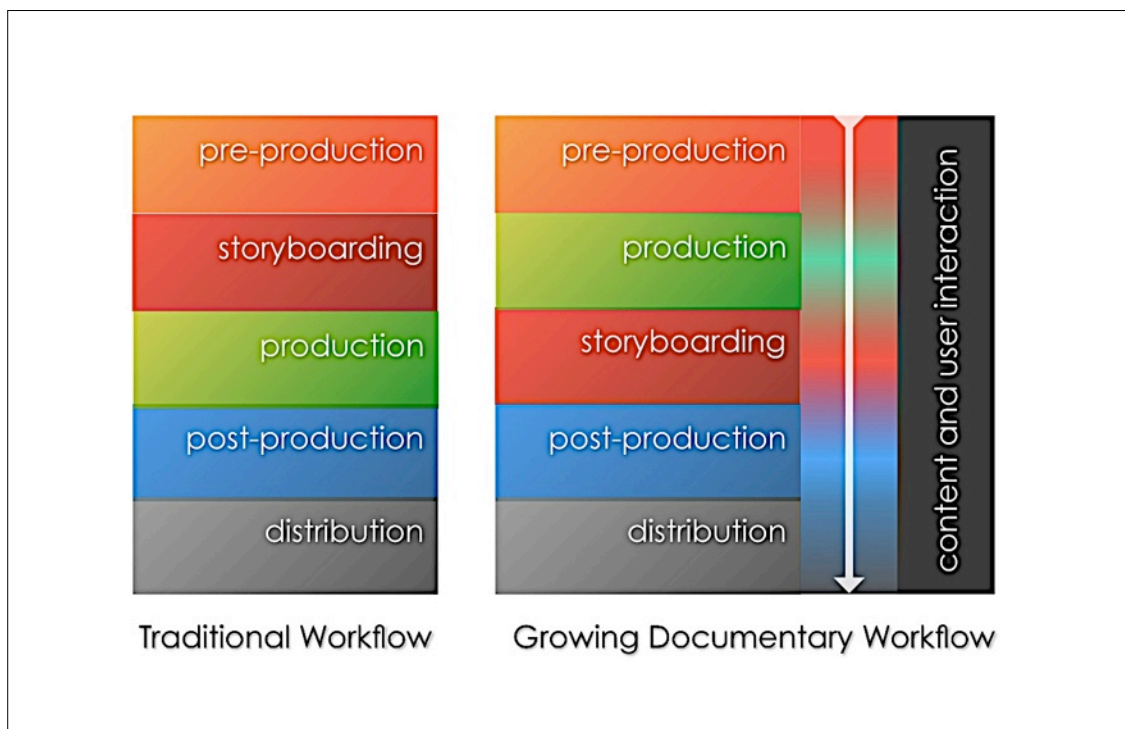 pre-production
storyboarding
production
post-production
distribution
Traditional Workflow
pre-production
production
storyboarding
post-production
distribution
content and user interaction
Growing Documentary Workflow